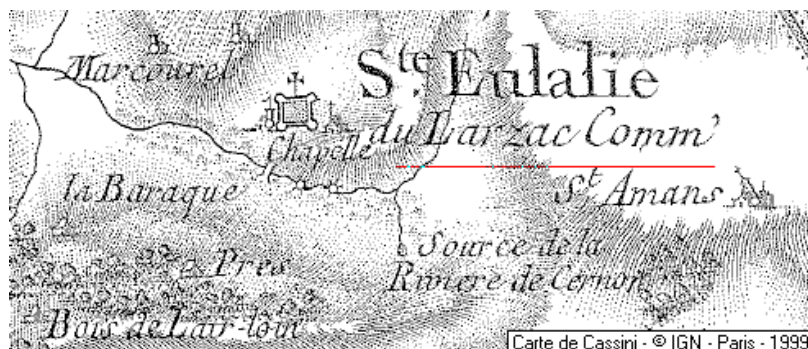 Marcourel
Ste. Eulalie
du Larzac Comm'
Chapelle
la Baraque
St. Amans
Source de la
Riviere de Cernon
Pres
Bois de Lair-loin
Carte de Cassini - © IGN - Paris - 1999